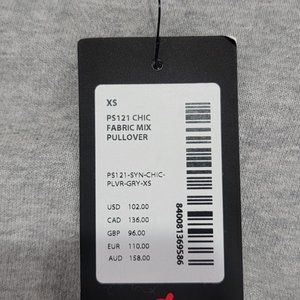 XS
PS121 CHIC
FABRIC MIX
PULLOVER
PS121-SYN-CHIC-
PLVR-GRY-XS
USD 102.00
CAD 136.00
GBP 96.00
EUR 110.00
AUD 158.00
840081369586